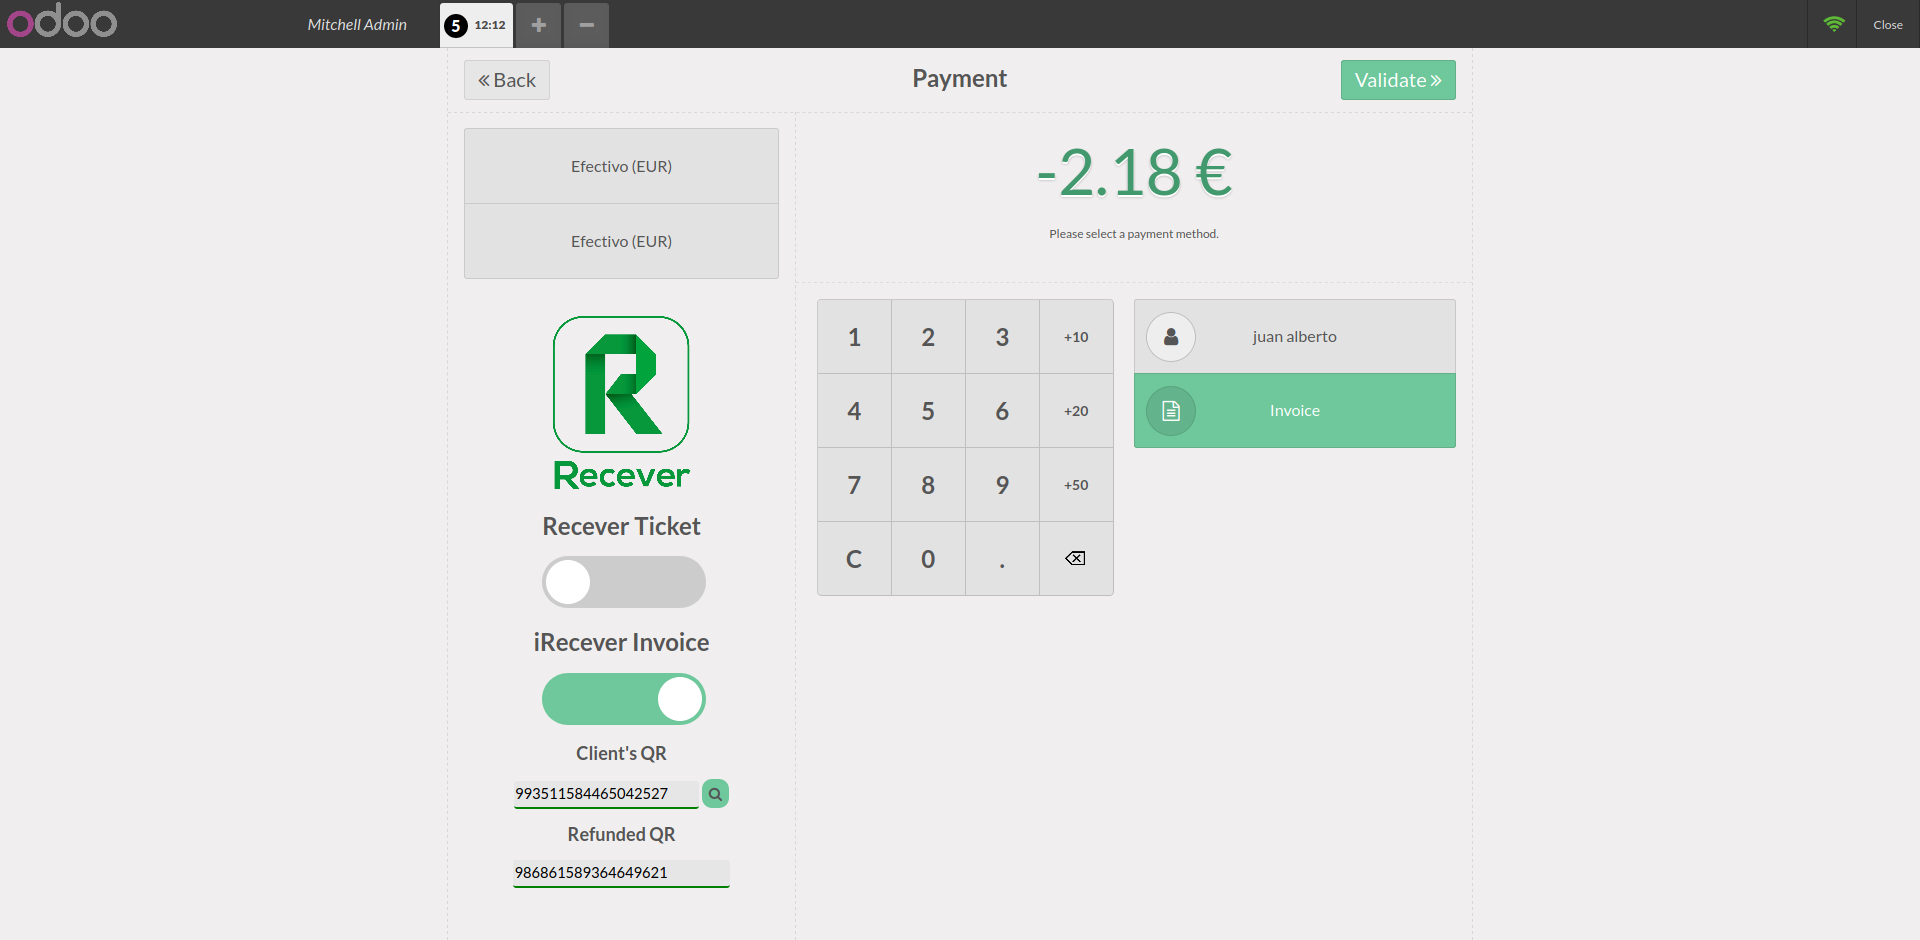 odoo
Mitchell Admin
5 12:12
+
−
Close
Back
Payment
Validate
Efectivo (EUR)
Efectivo (EUR)
-2.18 €
Please select a payment method.
Recever
Recever Ticket
iRecever Invoice
Client's QR
993511584465042527
Refunded QR
986861589364649621
1 2 3 +10
4 5 6 +20
7 8 9 +50
C 0 .
juan alberto
Invoice